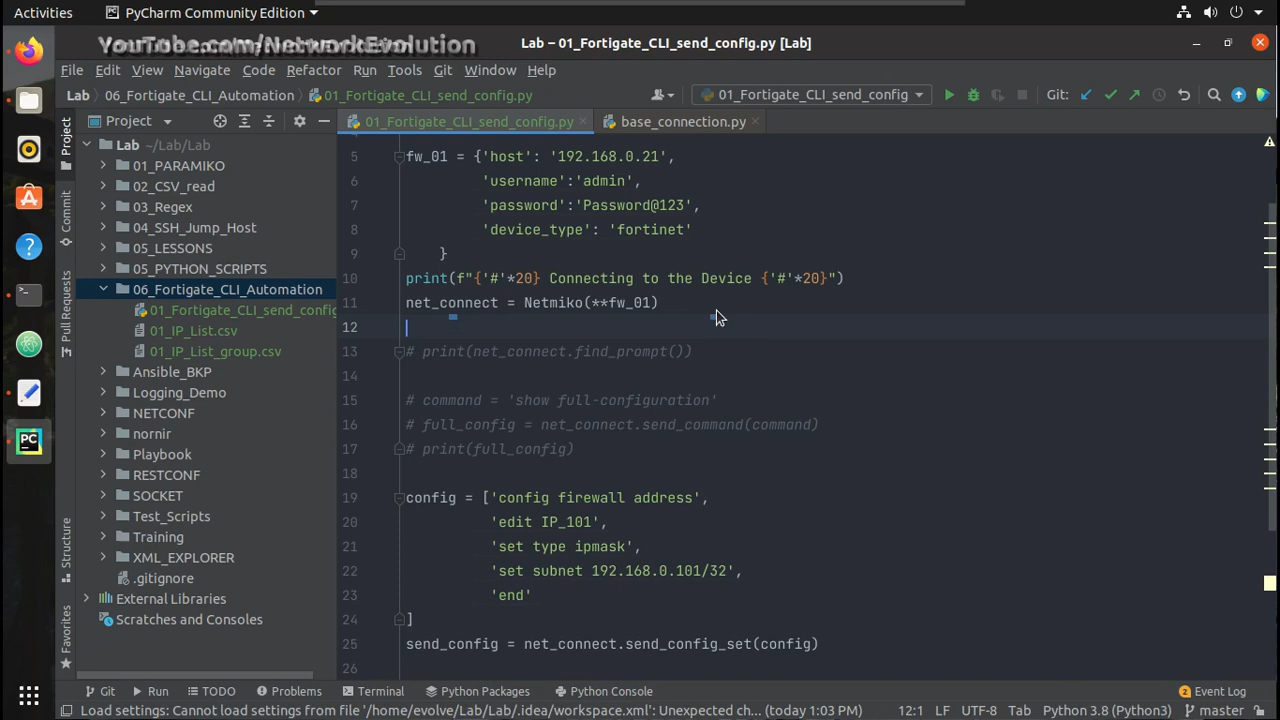 Activities
PyCharm Community Edition
YouTube.com/NetworkEvolution
Lab – 01_Fortigate_CLI_send_config.py [Lab]
File Edit View Navigate Code Refactor Run Tools Git Window Help
Lab 06_Fortigate_CLI_Automation 01_Fortigate_CLI_send_config.py
01_Fortigate_CLI_send_config
Git:
Project
01_Fortigate_CLI_send_config.py
base_connection.py
Project
Commit
Pull Requests
Structure
Favorites
Lab ~/Lab/Lab
01_PARAMIKO
02_CSV_read
03_Regex
04_SSH_Jump_Host
05_LESSONS
05_PYTHON_SCRIPTS
06_Fortigate_CLI_Automation
01_Fortigate_CLI_send_config
01_IP_List.csv
01_IP_List_group.csv
Ansible_BKP
Logging_Demo
NETCONF
nornir
Playbook
RESTCONF
SOCKET
Test_Scripts
Training
XML_EXPLORER
.gitignore
External Libraries
Scratches and Consoles
5 fw_01 = {'host': '192.168.0.21',
6 'username':'admin',
7 'password':'Password@123',
8 'device_type': 'fortinet'
9 }
10 print(f"{'#'*20} Connecting to the Device {'#'*20}")
11 net_connect = Netmiko(**fw_01)
12
13 # print(net_connect.find_prompt())
14
15 # command = 'show full-configuration'
16 # full_config = net_connect.send_command(command)
17 # print(full_config)
18
19 config = ['config firewall address',
20 'edit IP_101',
21 'set type ipmask',
22 'set subnet 192.168.0.101/32',
23 'end'
24 ]
25 send_config = net_connect.send_config_set(config)
26
Git Run TODO Problems Terminal Python Packages Python Console
2 Event Log
Load settings: Cannot load settings from file '/home/evolve/Lab/Lab/.idea/workspace.xml': Unexpected ch... (today 1:03 PM)
12:1 LF UTF-8 Tab Python 3.8 (Python3) master